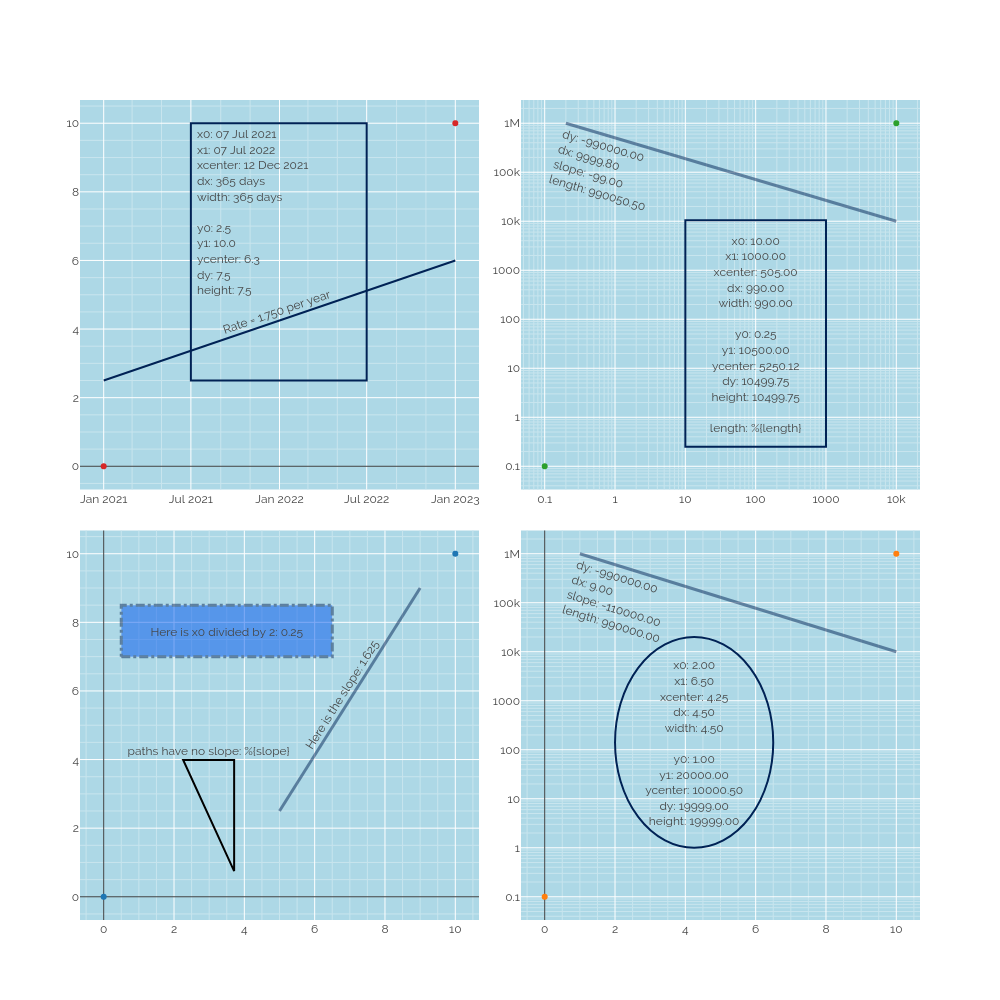 10
8
6
4
2
0
Jan 2021
Jul 2021
Jan 2022
Jul 2022
Jan 2023
x0: 07 Jul 2021
x1: 07 Jul 2022
xcenter: 12 Dec 2021
dx: 365 days
width: 365 days
y0: 2.5
y1: 10.0
ycenter: 6.3
dy: 7.5
height: 7.5
Rate = 1.750 per year
1M
100k
10k
1000
100
10
1
0.1
0.1
1
10
100
1000
10k
dy: -990000.00
dx: 9999.80
slope: -99.00
length: 990050.50
x0: 10.00
x1: 1000.00
xcenter: 505.00
dx: 990.00
width: 990.00
y0: 0.25
y1: 10500.00
ycenter: 5250.12
dy: 10499.75
height: 10499.75
length: %{length}
10
8
6
4
2
0
0
2
4
6
8
10
Here is x0 divided by 2: 0.25
Here is the slope: 1.625
paths have no slope: %{slope}
1M
100k
10k
1000
100
10
1
0.1
0
2
4
6
8
10
dy: -990000.00
dx: 9.00
slope: -110000.00
length: 990000.00
x0: 2.00
x1: 6.50
xcenter: 4.25
dx: 4.50
width: 4.50
y0: 1.00
y1: 20000.00
ycenter: 10000.50
dy: 19999.00
height: 19999.00